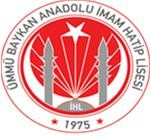 ÜMMÜ BAYKAN ANADOLU İMAM HATİP LİSESİ
İHL
1975